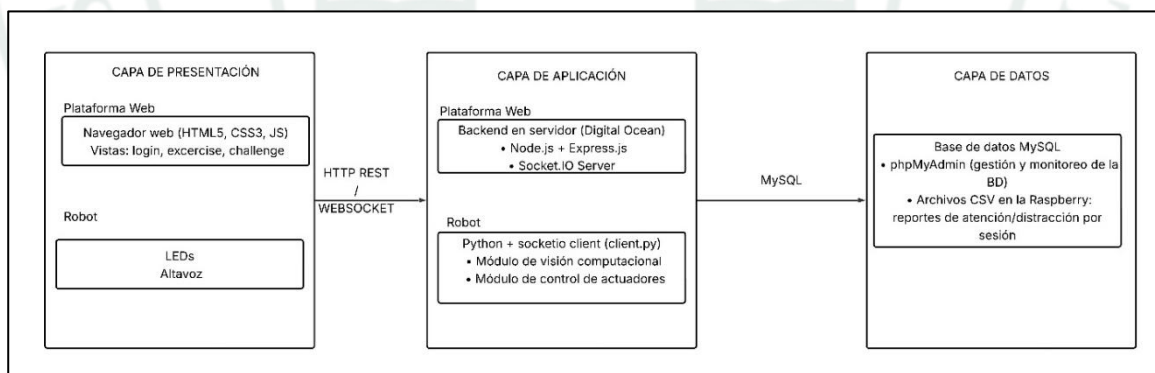 CAPA DE PRESENTACIÓN
Plataforma Web
Navegador web (HTML5, CSS3, JS)
Vistas: login, excercise, challenge
Robot
LEDs
Altavoz
HTTP REST
/
WEBSOCKET
CAPA DE APLICACIÓN
Plataforma Web
Backend en servidor (Digital Ocean)
• Node.js + Express.js
• Socket.IO Server
Robot
Python + socketio client (client.py)
• Módulo de visión computacional
• Módulo de control de actuadores
MySQL
CAPA DE DATOS
Base de datos MySQL
• phpMyAdmin (gestión y monitoreo de la
BD)
• Archivos CSV en la Raspberry:
reportes de atención/distracción por
sesión